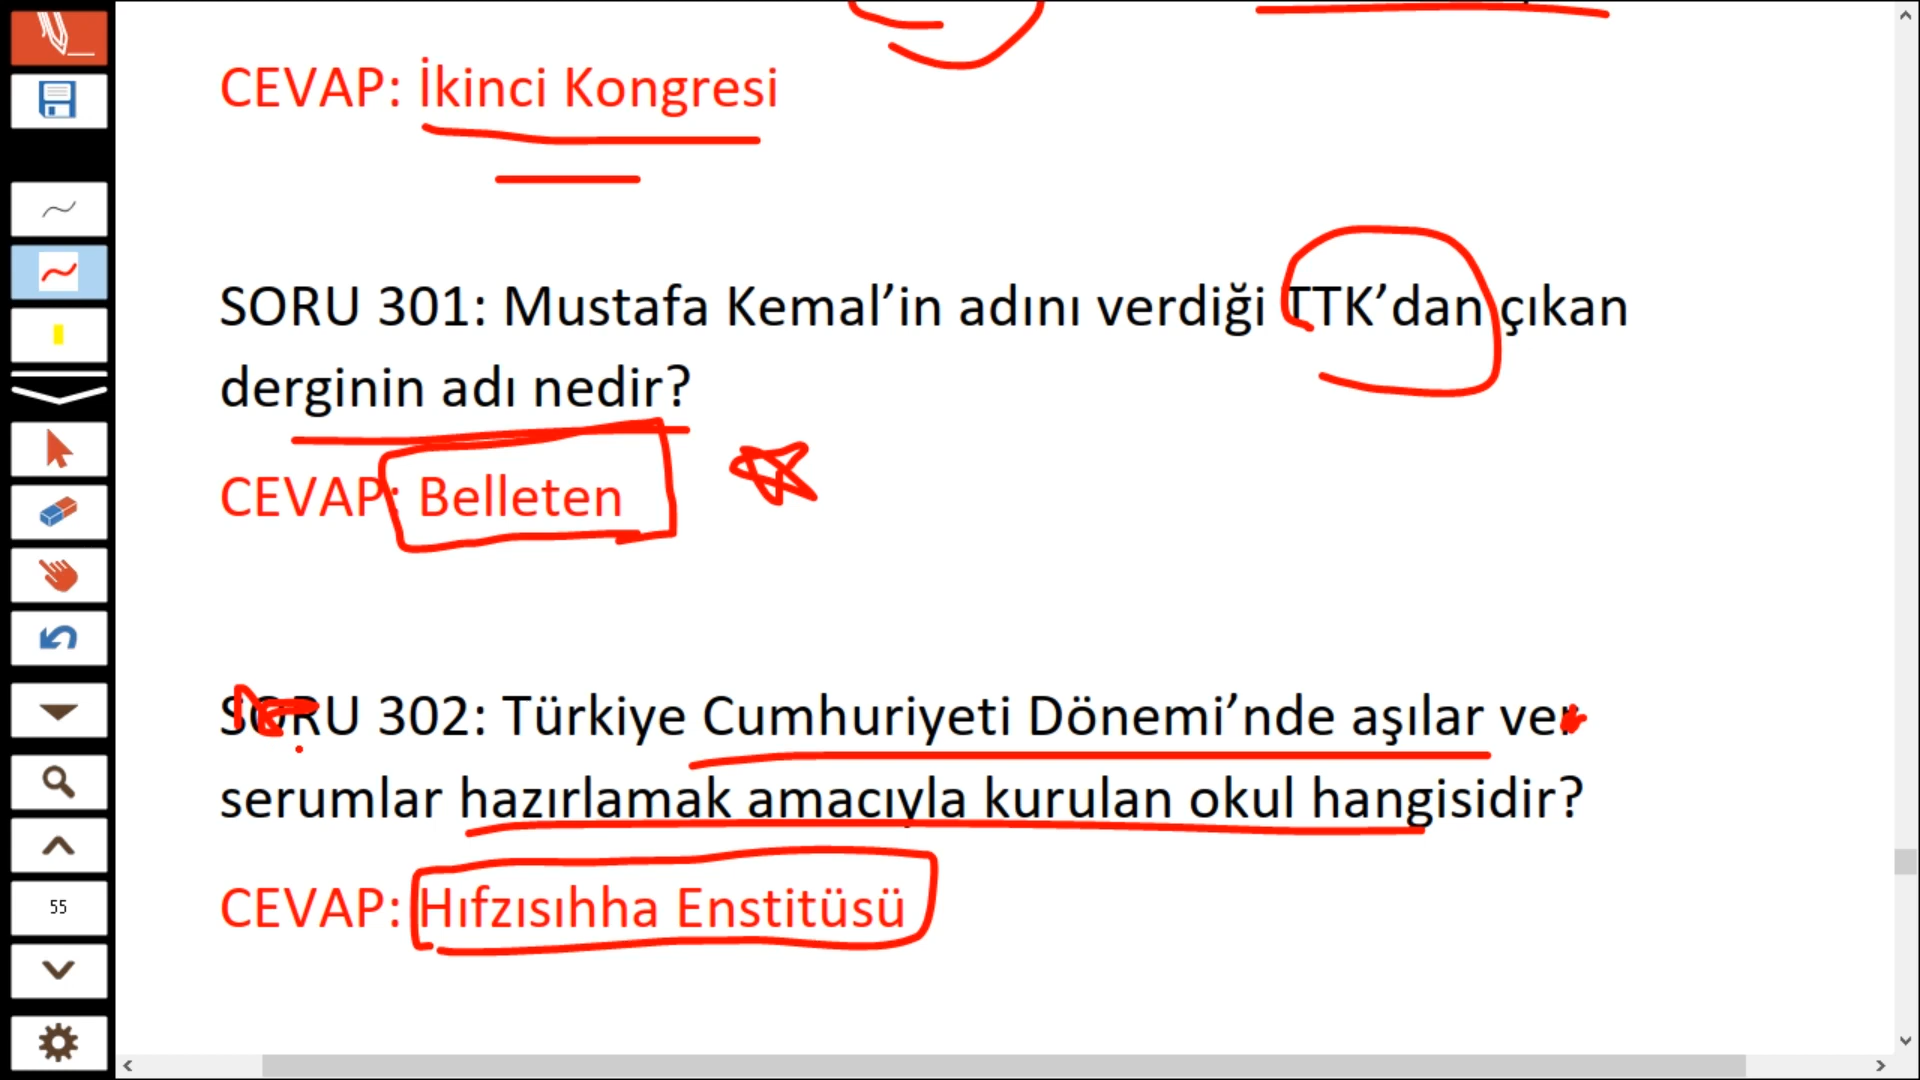 CEVAP: İkinci Kongresi
SORU 301: Mustafa Kemal’in adını verdiği TTK’dan çıkan
derginin adı nedir?
CEVAP: Belleten
SORU 302: Türkiye Cumhuriyeti Dönemi’nde aşılar ve
serumlar hazırlamak amacıyla kurulan okul hangisidir?
CEVAP: Hıfzısıhha Enstitüsü
55